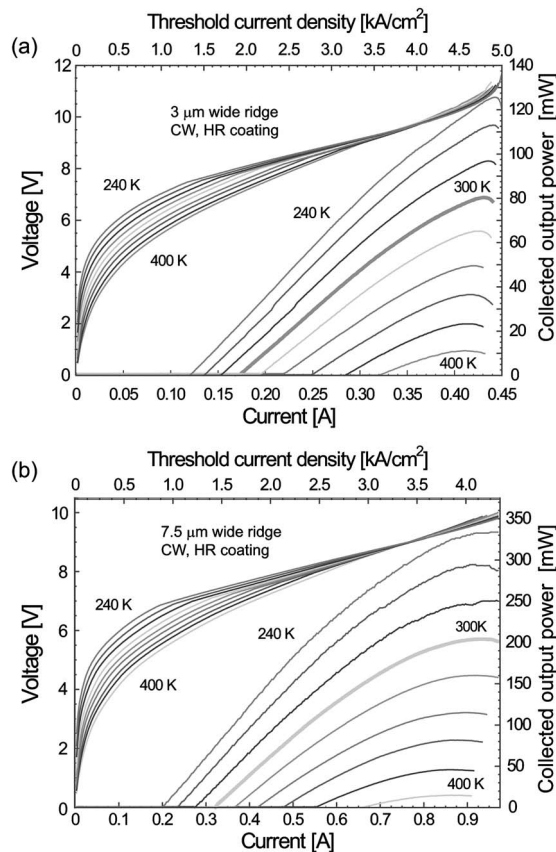 Threshold current density [kA/cm²]
0 0.5 1.0 1.5 2.0 2.5 3.0 3.5 4.0 4.5 5.0
(a)
12 140
3 µm wide ridge
CW, HR coating
10 120
240 K
8 100
240 K
300 K
6 80
400 K
4 60
40
2 20
400 K
0 0
Voltage [V]
Collected output power [mW]
0 0.05 0.10 0.15 0.20 0.25 0.30 0.35 0.40 0.45
Current [A]
Threshold current density [kA/cm²]
0 0.5 1.0 1.5 2.0 2.5 3.0 3.5 4.0
(b)
10 350
7.5 µm wide ridge
CW, HR coating
300
8 250
240 K
240 K
6 200
300K
400 K
4 150
100
2 50
400 K
0 0
Voltage [V]
Collected output power [mW]
0 0.1 0.2 0.3 0.4 0.5 0.6 0.7 0.8 0.9
Current [A]